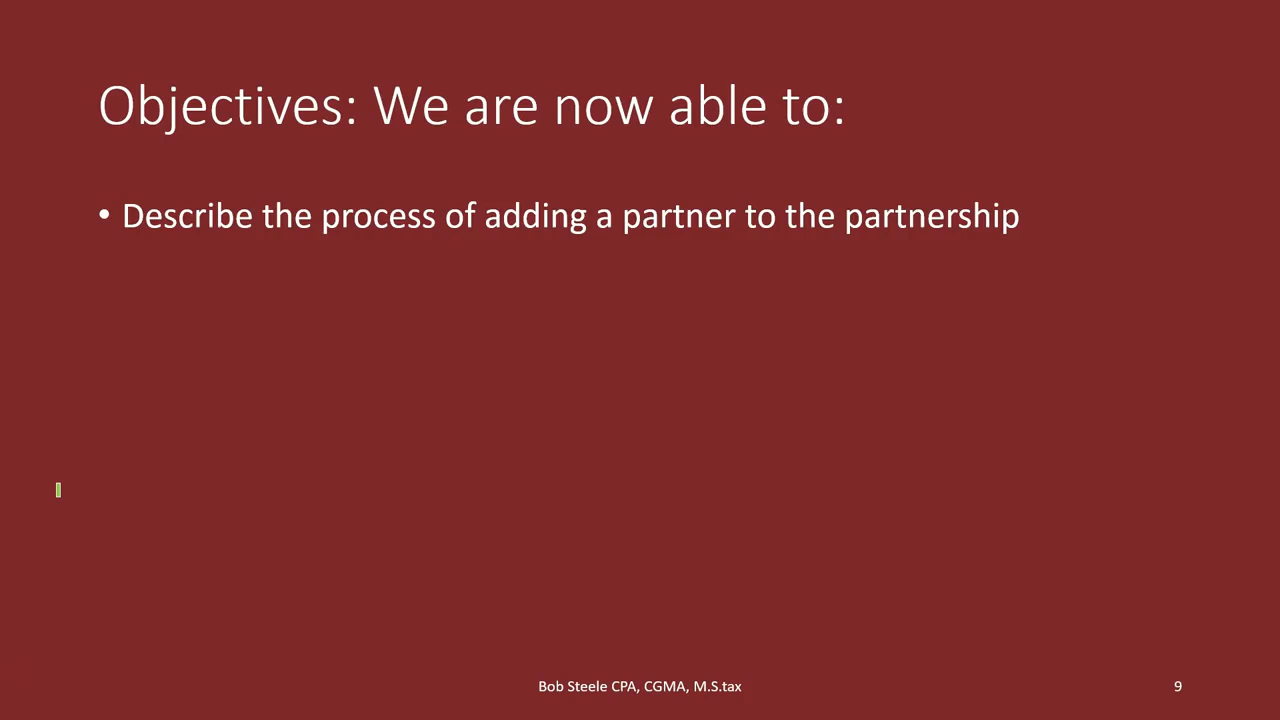 Objectives: We are now able to:
• Describe the process of adding a partner to the partnership
Bob Steele CPA, CGMA, M.S.tax
9